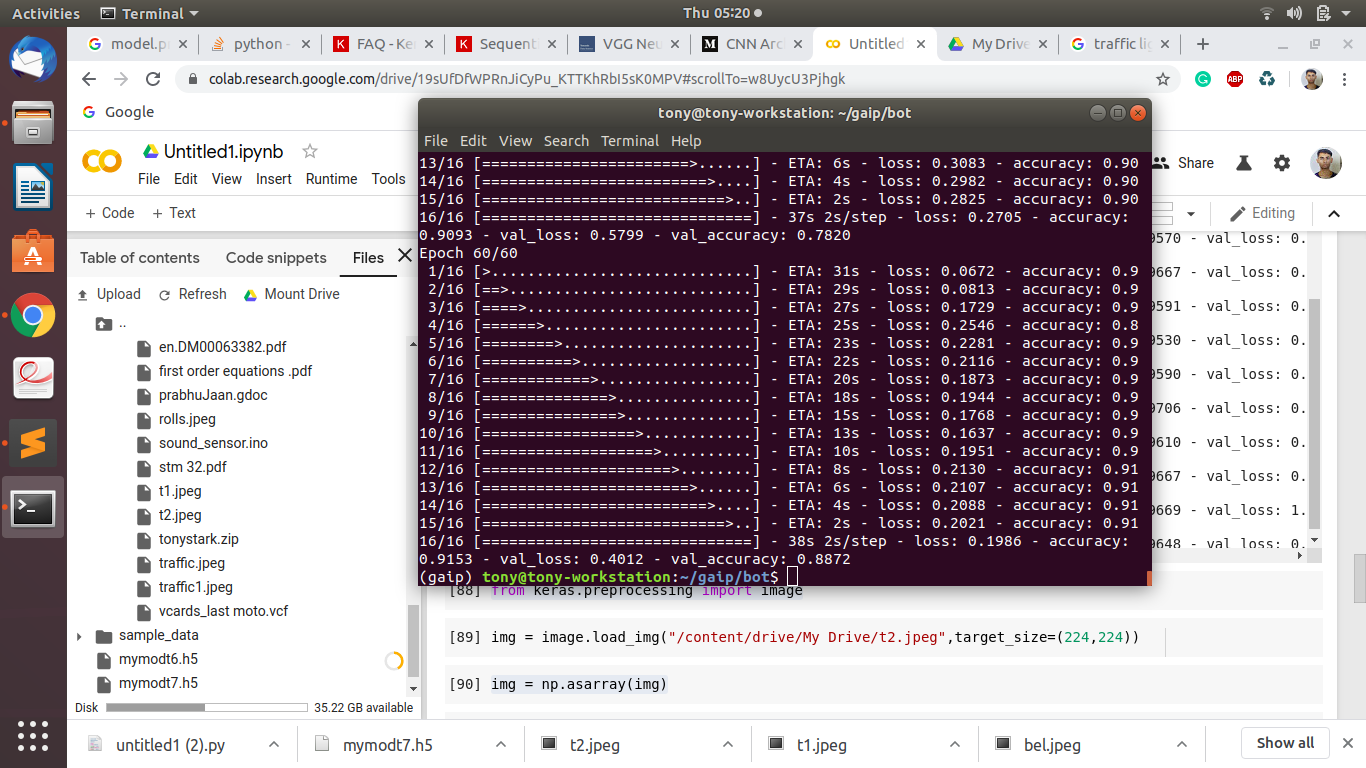 Activities Terminal Thu 05:20
model.p python - FAQ - Ke Sequent VGG Neu CNN Arc Untitled My Drive traffic lig
colab.research.google.com/drive/19sUfDfWPRnJiCyPu_KTTKhRbI5sK0MPV#scrollTo=w8UycU3Pjhgk
ABP
Google
tony@tony-workstation: ~/gaip/bot
File Edit View Search Terminal Help
Untitled1.ipynb
File Edit View Insert Runtime Tools
Share
+ Code + Text
Editing
Table of contents Code snippets Files
Upload Refresh Mount Drive
..
en.DM00063382.pdf
first order equations .pdf
prabhuJaan.gdoc
rolls.jpeg
sound_sensor.ino
stm 32.pdf
t1.jpeg
t2.jpeg
tonystark.zip
traffic.jpeg
traffic1.jpeg
vcards_last moto.vcf
sample_data
mymodt6.h5
mymodt7.h5
Disk 35.22 GB available
13/16 [=======================>......] - ETA: 6s - loss: 0.3083 - accuracy: 0.90
14/16 [=========================>....] - ETA: 4s - loss: 0.2982 - accuracy: 0.90
15/16 [===========================>..] - ETA: 2s - loss: 0.2825 - accuracy: 0.90
16/16 [==============================] - 37s 2s/step - loss: 0.2705 - accuracy:
0.9093 - val_loss: 0.5799 - val_accuracy: 0.7820
Epoch 60/60
1/16 [>.............................] - ETA: 31s - loss: 0.0672 - accuracy: 0.9
2/16 [==>...........................] - ETA: 29s - loss: 0.0813 - accuracy: 0.9
3/16 [====>.........................] - ETA: 27s - loss: 0.1729 - accuracy: 0.9
4/16 [======>.......................] - ETA: 25s - loss: 0.2546 - accuracy: 0.8
5/16 [========>.....................] - ETA: 23s - loss: 0.2281 - accuracy: 0.9
6/16 [==========>...................] - ETA: 22s - loss: 0.2116 - accuracy: 0.9
7/16 [============>.................] - ETA: 20s - loss: 0.1873 - accuracy: 0.9
8/16 [==============>...............] - ETA: 18s - loss: 0.1944 - accuracy: 0.9
9/16 [===============>..............] - ETA: 15s - loss: 0.1768 - accuracy: 0.9
10/16 [=================>............] - ETA: 13s - loss: 0.1637 - accuracy: 0.9
11/16 [===================>..........] - ETA: 10s - loss: 0.1951 - accuracy: 0.9
12/16 [=====================>........] - ETA: 8s - loss: 0.2130 - accuracy: 0.91
13/16 [=======================>......] - ETA: 6s - loss: 0.2107 - accuracy: 0.91
14/16 [=========================>....] - ETA: 4s - loss: 0.2088 - accuracy: 0.91
15/16 [===========================>..] - ETA: 2s - loss: 0.2021 - accuracy: 0.91
16/16 [==============================] - 38s 2s/step - loss: 0.1986 - accuracy:
0.9153 - val_loss: 0.4012 - val_accuracy: 0.8872
(gaip) tony@tony-workstation:~/gaip/bot$
9570 - val_loss: 0.
9667 - val_loss: 0.
9591 - val_loss: 0.
9530 - val_loss: 0.
9590 - val_loss: 0.
9706 - val_loss: 0.
9610 - val_loss: 0.
9667 - val_loss: 0.
9669 - val_loss: 1.
9648 - val_loss: 0.
[88] from keras.preprocessing import image
[89] img = image.load_img("/content/drive/My Drive/t2.jpeg",target_size=(224,224))
[90] img = np.asarray(img)
untitled1 (2).py mymodt7.h5 t2.jpeg t1.jpeg bel.jpeg Show all